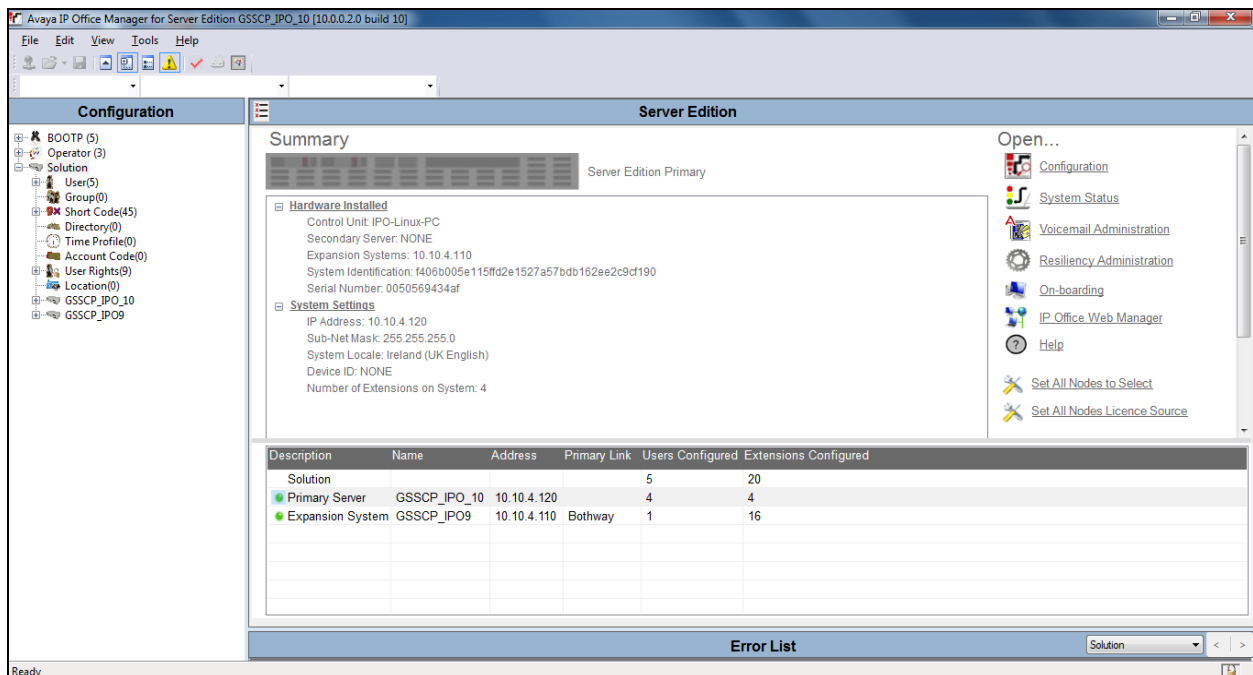 Avaya IP Office Manager for Server Edition GSSCP_IPO_10 [10.0.0.2.0 build 10]
File Edit View Tools Help
Configuration
BOOTP (5)
Operator (3)
Solution
User(5)
Group(0)
Short Code(45)
Directory(0)
Time Profile(0)
Account Code(0)
User Rights(9)
Location(0)
GSSCP_IPO_10
GSSCP_IPO9
Server Edition
Summary
Server Edition Primary
Hardware Installed
Control Unit: IPO-Linux-PC
Secondary Server: NONE
Expansion Systems: 10.10.4.110
System Identification: f406b005e115ffd2e1527a57bdb162ee2c9cf190
Serial Number: 0050569434af
System Settings
IP Address: 10.10.4.120
Sub-Net Mask: 255.255.255.0
System Locale: Ireland (UK English)
Device ID: NONE
Number of Extensions on System: 4
Open...
Configuration
System Status
Voicemail Administration
Resiliency Administration
On-boarding
IP Office Web Manager
Help
Set All Nodes to Select
Set All Nodes Licence Source
Description Name Address Primary Link Users Configured Extensions Configured
Solution 5 20
Primary Server GSSCP_IPO_10 10.10.4.120 4 4
Expansion System GSSCP_IPO9 10.10.4.110 Bothway 1 16
Error List
Solution
Ready